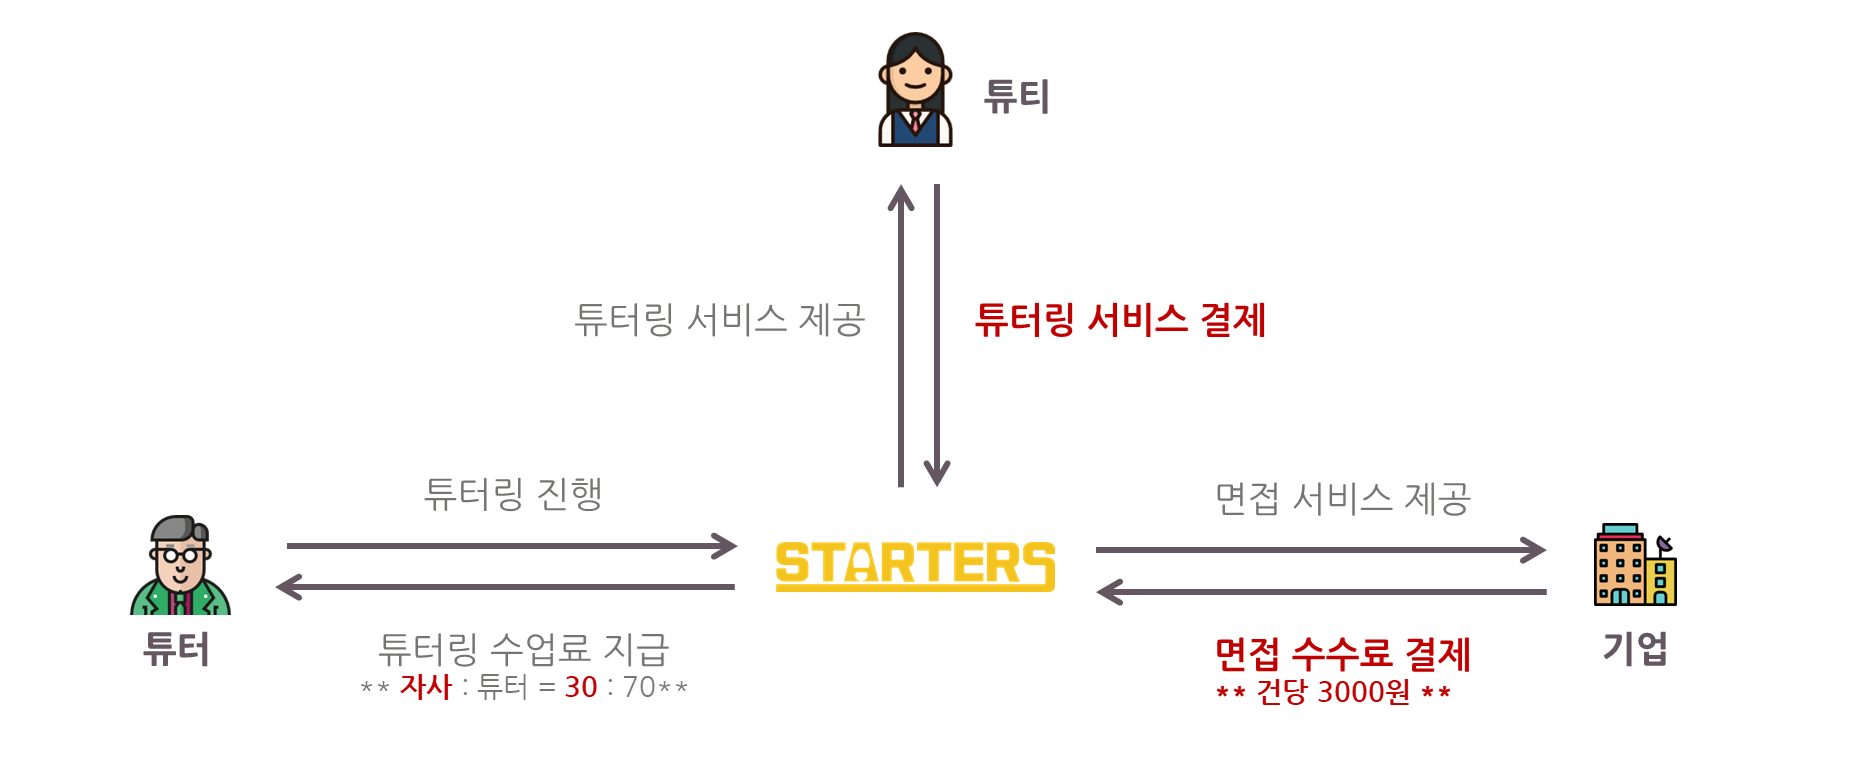 튜티
튜터링 서비스 제공
튜터링 서비스 결제
튜터링 진행
면접 서비스 제공
STARTERS
튜터
튜터링 수업료 지급
** 자사 : 튜터 = 30 : 70**
면접 수수료 결제
** 건당 3000원 **
기업